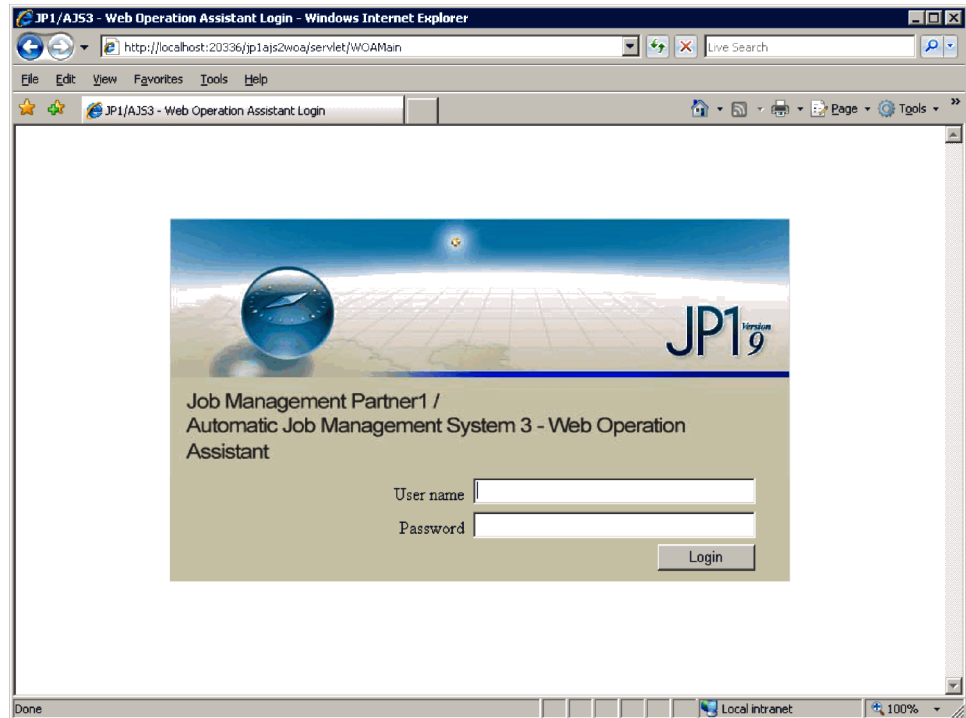 JP1/AJS3 - Web Operation Assistant Login - Windows Internet Explorer
http://localhost:20336/jp1ajs2woa/servlet/WOAMain
Live Search
File Edit View Favorites Tools Help
JP1/AJS3 - Web Operation Assistant Login
Page Tools »
JP1 Version 9
Job Management Partner1 /
Automatic Job Management System 3 - Web Operation
Assistant
User name
Password
Login
Done
Local intranet
100%